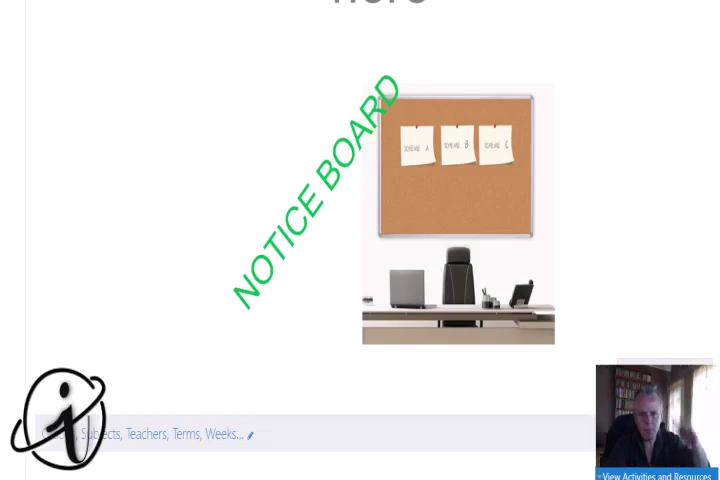 NOTICE BOARD
SCHEME A
SCHEME B
SCHEME C
Subjects, Teachers, Terms, Weeks...
View Activities and Resources